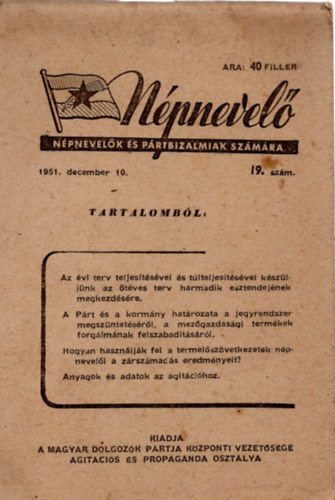 ÁRA: 40 FILLÉR
Népnevelő
NÉPNEVELŐK ÉS PÁRTBIZALMIAK SZÁMÁRA
1951. december 10. 19. szám.
TARTALOMBÓL:
Az évi terv teljesítésével és túlteljesítésével készül-
jünk az ötéves terv harmadik esztendejének
megkezdésére.
A Párt és a kormány határozata a jegyrendszer
megszüntetéséről, a mezőgazdasági termékek
forgalmának felszabadításáról.
Hogyan használják fel a termelőszövetkezetek nép-
nevelői a zárszámadás eredményeit?
Anyagok és adatok az agitációhoz.
KIADJA
A MAGYAR DOLGOZÓK PÁRTJA KÖZPONTI VEZETŐSÉGE
AGITÁCIÓS ÉS PROPAGANDA OSZTÁLYA